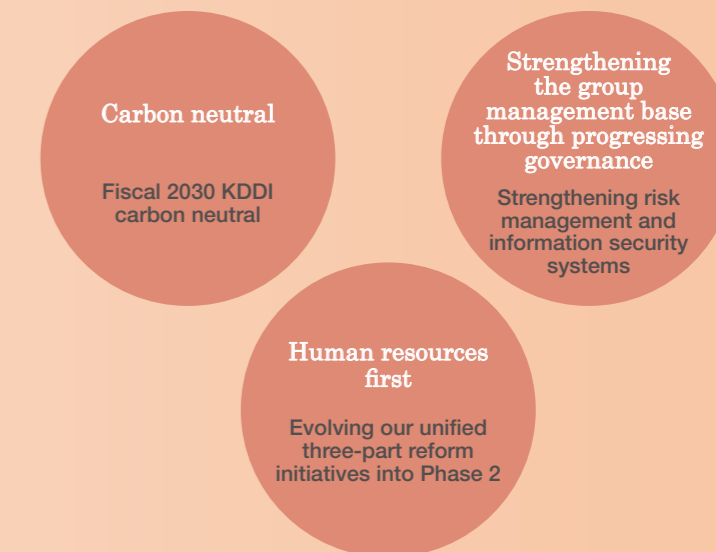 Carbon neutral
Fiscal 2030 KDDI
carbon neutral
Strengthening
the group
management base
through progressing
governance
Strengthening risk
management and
information security
systems
Human resources
first
Evolving our unified
three-part reform
initiatives into Phase 2